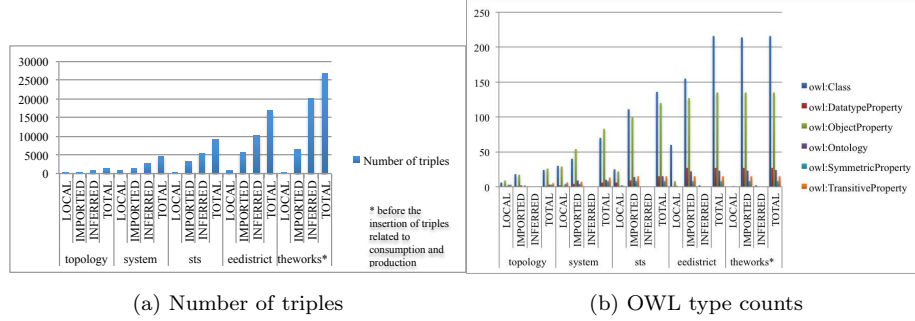 30000
25000
20000
15000
10000
5000
0
LOCAL IMPORTED INFERRED TOTAL LOCAL IMPORTED INFERRED TOTAL LOCAL IMPORTED INFERRED TOTAL LOCAL IMPORTED INFERRED TOTAL LOCAL IMPORTED INFERRED TOTAL
topology system sts eedistrict theworks*
Number of triples
* before the
insertion of triples
related to
consumption and
production
(a) Number of triples
250
200
150
100
50
0
LOCAL IMPORTED INFERRED TOTAL LOCAL IMPORTED INFERRED TOTAL LOCAL IMPORTED INFERRED TOTAL LOCAL IMPORTED INFERRED TOTAL LOCAL IMPORTED INFERRED TOTAL
topology system sts eedistrict theworks*
owl:Class
owl:DatatypeProperty
owl:ObjectProperty
owl:Ontology
owl:SymmetricProperty
owl:TransitiveProperty
(b) OWL type counts